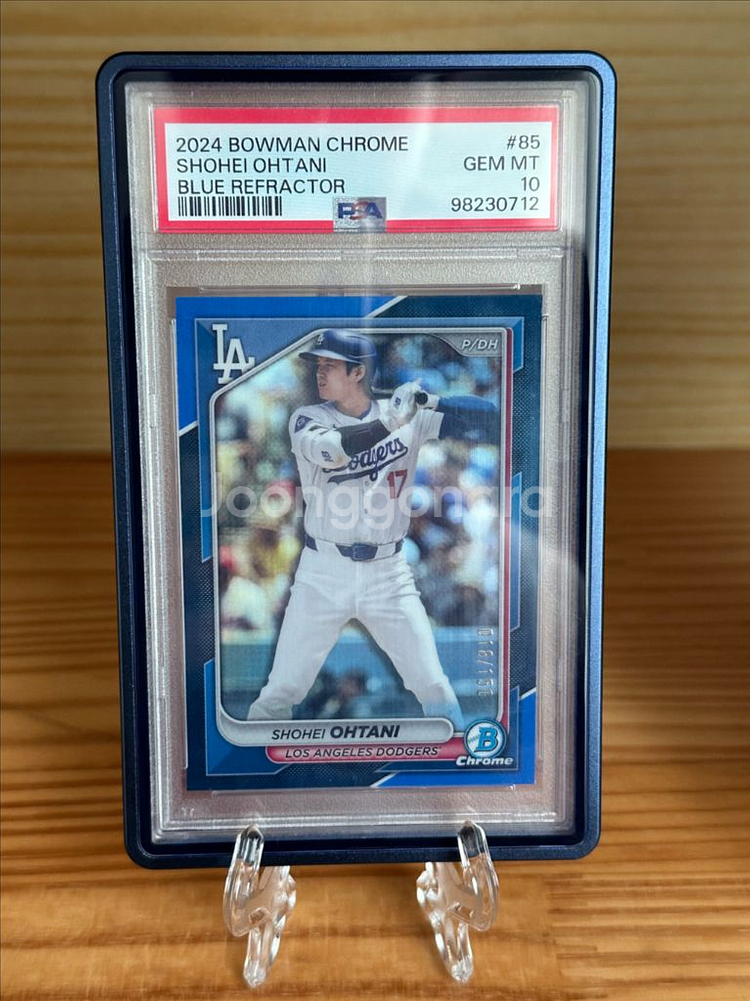 2024 BOWMAN CHROME #85
SHOHEI OHTANI GEM MT
BLUE REFRACTOR 10
PSA 98230712
LA
P/DH
Dodgers
17
Joonggonara
SHOHEI OHTANI
LOS ANGELES DODGERS
B
Chrome